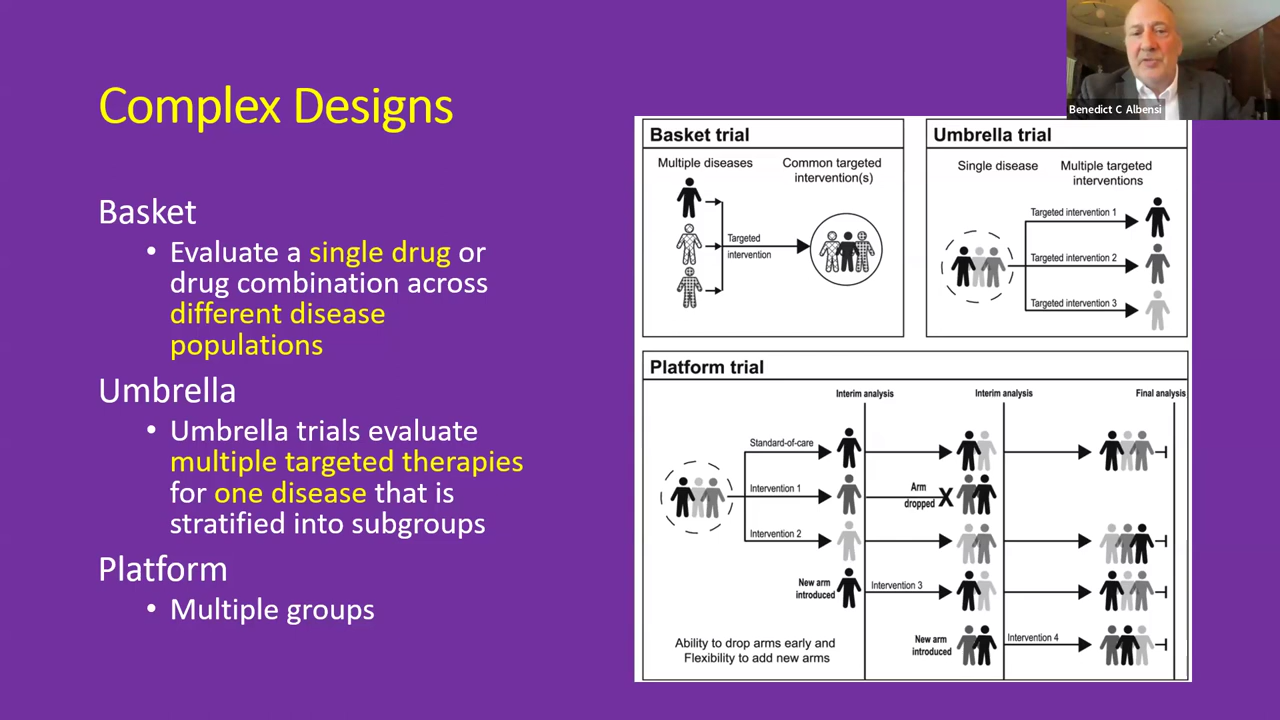 Complex Designs
Basket
• Evaluate a single drug or
drug combination across
different disease
populations
Umbrella
• Umbrella trials evaluate
multiple targeted therapies
for one disease that is
stratified into subgroups
Platform
• Multiple groups
Benedict C Albensi
Basket trial
Multiple diseases
Common targeted
intervention(s)
Targeted
intervention
Umbrella trial
Single disease
Multiple targeted
interventions
Targeted intervention 1
Targeted intervention 2
Targeted intervention 3
Platform trial
Interim analysis
Interim analysis
Final analysis
Standard-of-care
Intervention 1
Arm
dropped
X
Intervention 2
New arm
introduced
Intervention 3
New arm
introduced
Intervention 4
Ability to drop arms early and
Flexibility to add new arms